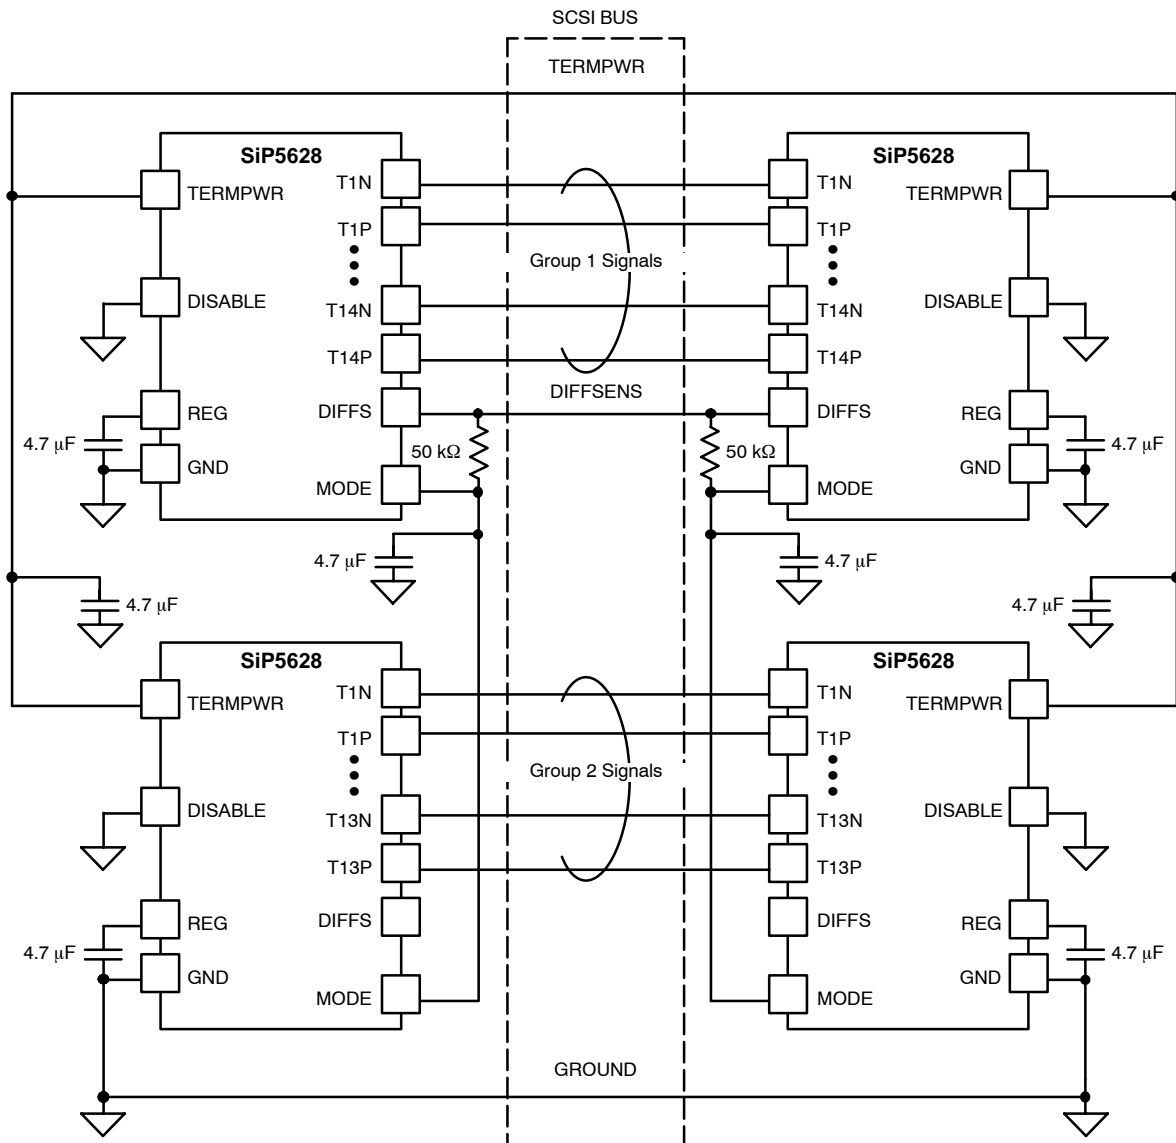 SCSI BUS
TERMPWR
SiP5628
SiP5628
T1N
T1N
TERMPWR
TERMPWR
T1P
T1P
Group 1 Signals
DISABLE
T14N
T14N
DISABLE
T14P
T14P
DIFFSENS
REG
DIFFS
DIFFS
REG
4.7 μF
50 kΩ
50 kΩ
4.7 μF
GND
GND
MODE
MODE
4.7 μF
4.7 μF
4.7 μF
4.7 μF
SiP5628
SiP5628
T1N
T1N
TERMPWR
TERMPWR
T1P
T1P
Group 2 Signals
DISABLE
T13N
T13N
DISABLE
T13P
T13P
REG
DIFFS
DIFFS
REG
4.7 μF
4.7 μF
GND
GND
MODE
MODE
GROUND